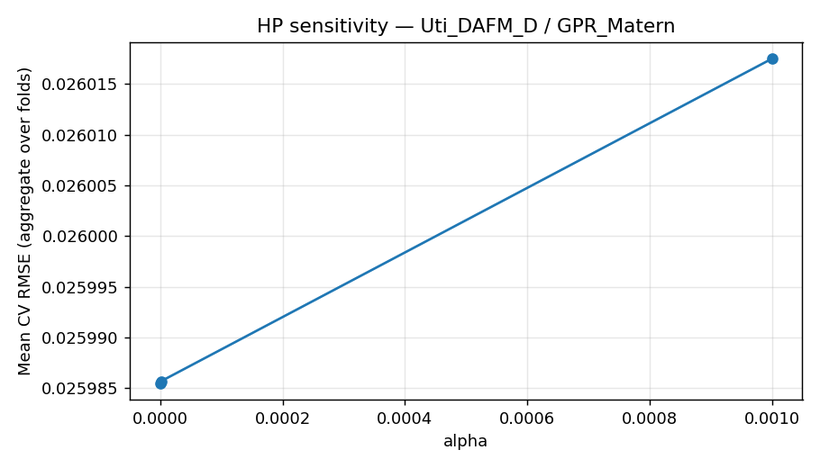 HP sensitivity — Uti_DAFM_D / GPR_Matern
Mean CV RMSE (aggregate over folds)
0.026015
0.026010
0.026005
0.026000
0.025995
0.025990
0.025985
0.0000 0.0002 0.0004 0.0006 0.0008 0.0010
alpha